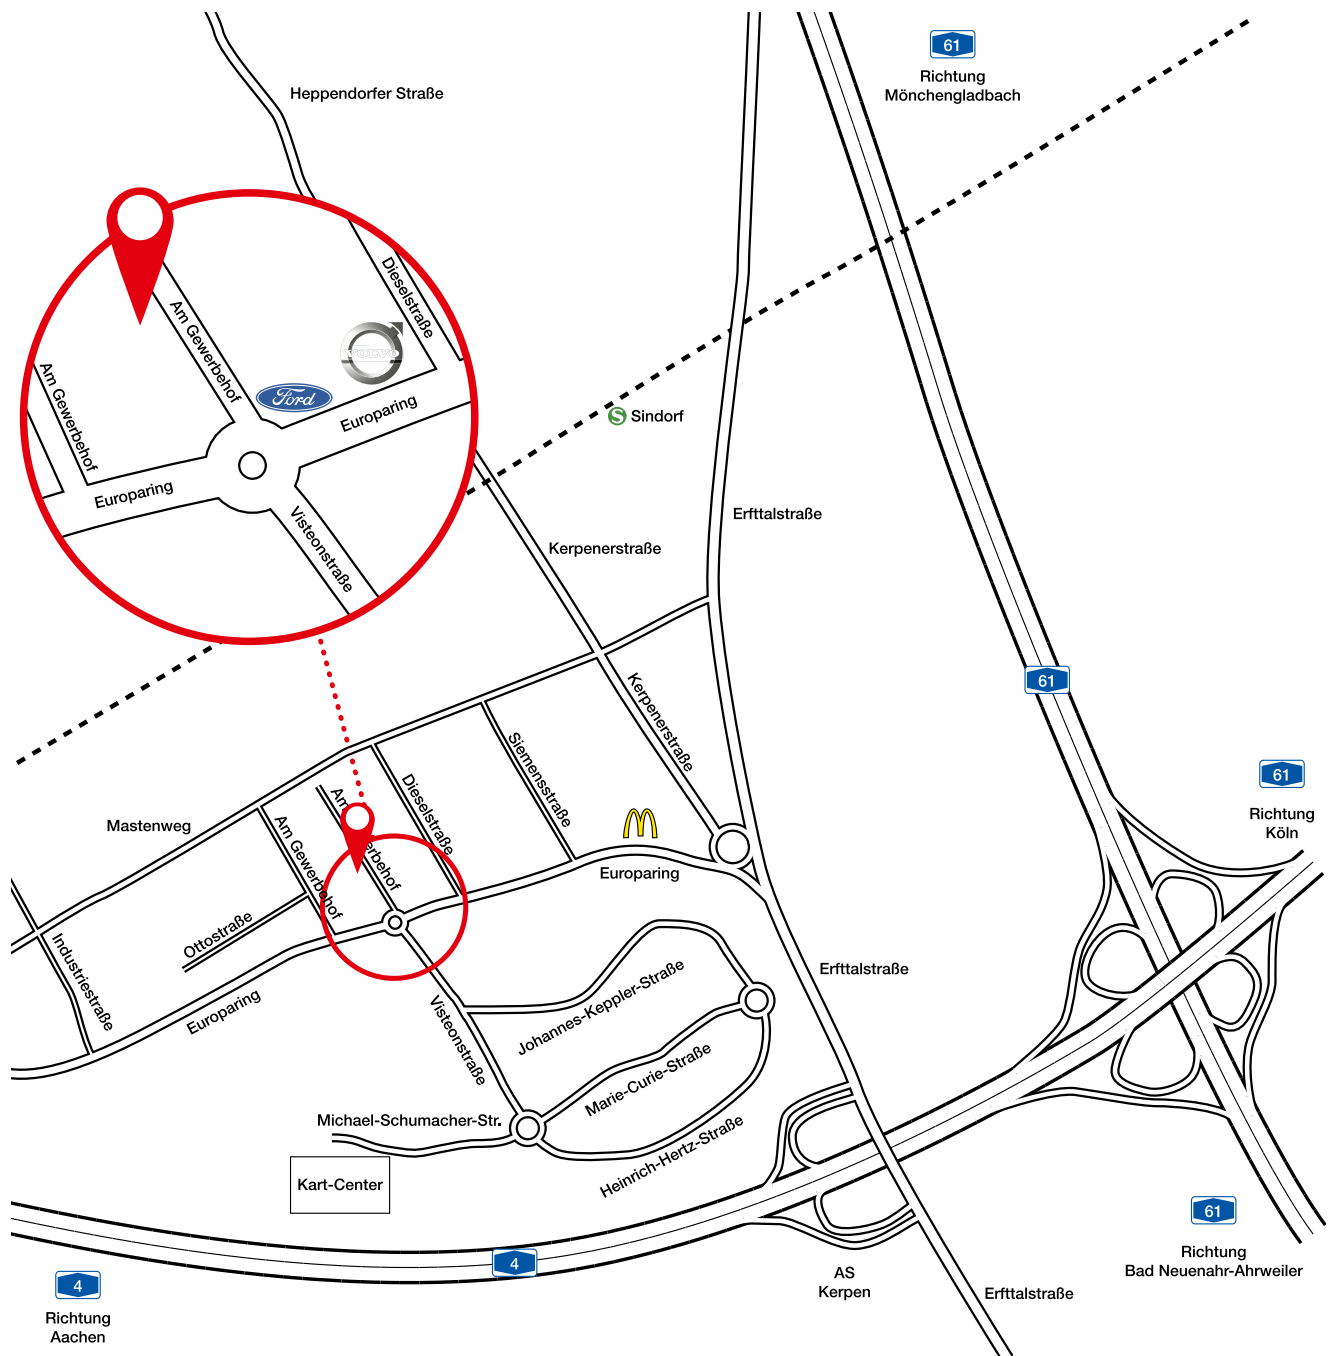 61
Richtung
Mönchengladbach
Heppendorfer Straße
Dieselstraße
Am Gewerbehof
VOLVO
Ford
Am Gewerbehof
Europaring
Europaring
Visteonstraße
S Sindorf
Erfttalstraße
Kerpenerstraße
61
Kerpenerstraße
Siemensstraße
61
Richtung
Köln
Dieselstraße
Am Gewerbehof
Am Gewerbehof
Mastenweg
Europaring
Ottostraße
Industriestraße
Europaring
Erfttalstraße
Johannes-Keppler-Straße
Visteonstraße
Marie-Curie-Straße
Michael-Schumacher-Str.
Heinrich-Hertz-Straße
Kart-Center
61
Richtung
Bad Neuenahr-Ahrweiler
4
4
Richtung
Aachen
AS
Kerpen
Erfttalstraße